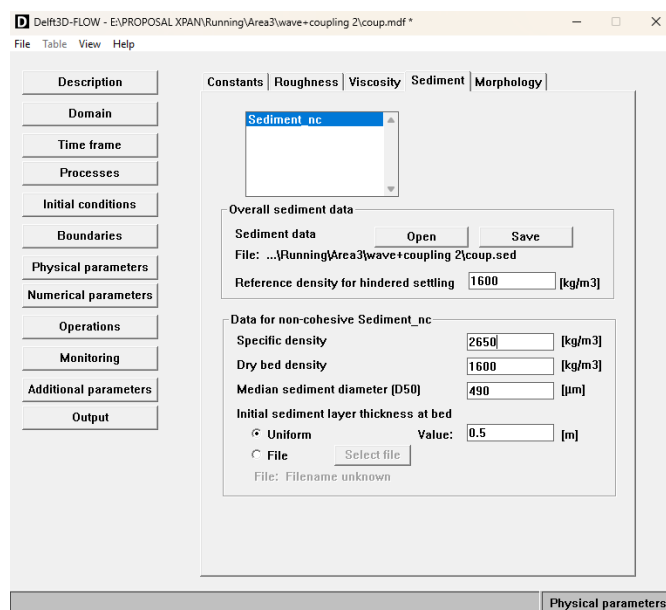 D Delft3D-FLOW - E:\PROPOSAL XPAN\Running\Area3\wave+coupling 2\coup.mdf *
File Table View Help
Description
Domain
Time frame
Processes
Initial conditions
Boundaries
Physical parameters
Numerical parameters
Operations
Monitoring
Additional parameters
Output
Constants Roughness Viscosity Sediment Morphology
Sediment_nc
Overall sediment data
Sediment data Open Save
File: ...\Running\Area3\wave+coupling 2\coup.sed
Reference density for hindered settling 1600 [kg/m3]
Data for non-cohesive Sediment_nc
Specific density 2650 [kg/m3]
Dry bed density 1600 [kg/m3]
Median sediment diameter (D50) 490 [µm]
Initial sediment layer thickness at bed
Uniform Value: 0.5 [m]
File Select file
File: Filename unknown
Physical parameters